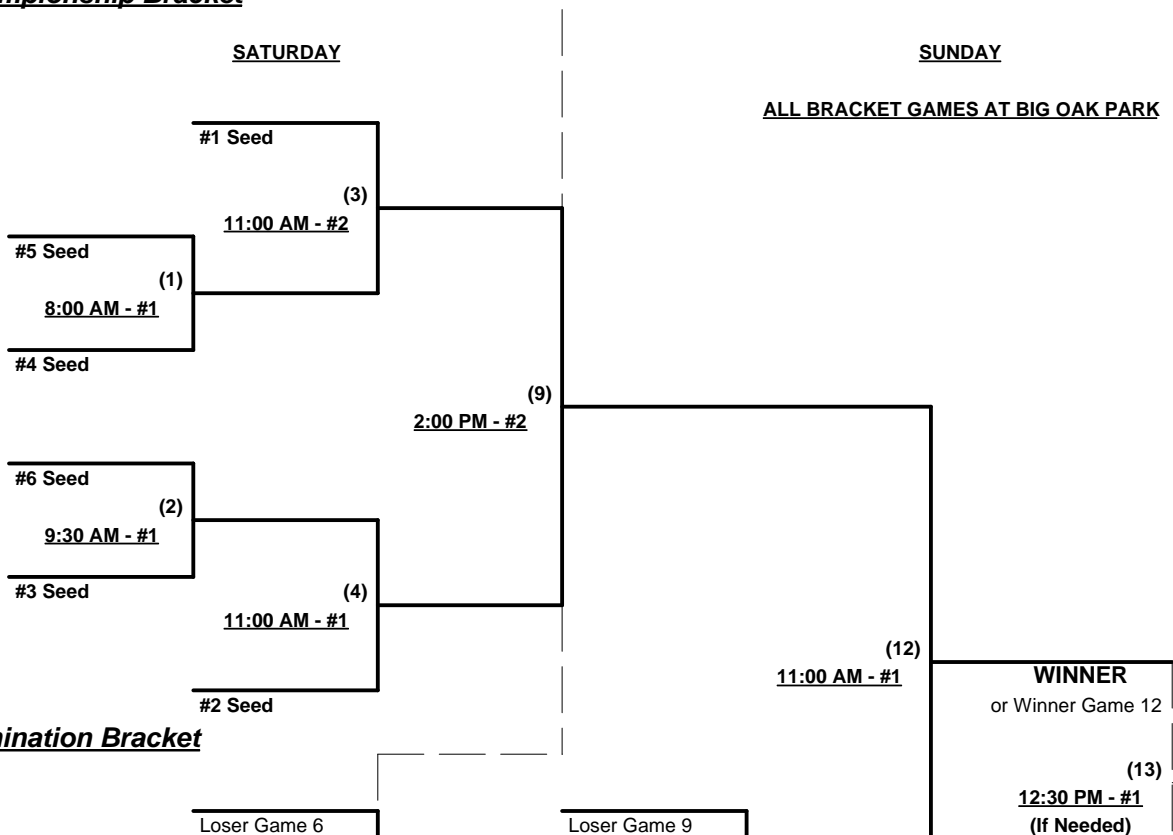 mpionship Bracket
SATURDAY
SUNDAY
ALL BRACKET GAMES AT BIG OAK PARK
#1 Seed
(3)
11:00 AM - #2
#5 Seed
(1)
8:00 AM - #1
#4 Seed
(9)
2:00 PM - #2
#6 Seed
(2)
9:30 AM - #1
#3 Seed
(4)
11:00 AM - #1
#2 Seed
(12)
11:00 AM - #1
WINNER
or Winner Game 12
(13)
12:30 PM - #1
(If Needed)
ination Bracket
Loser Game 6
Loser Game 9